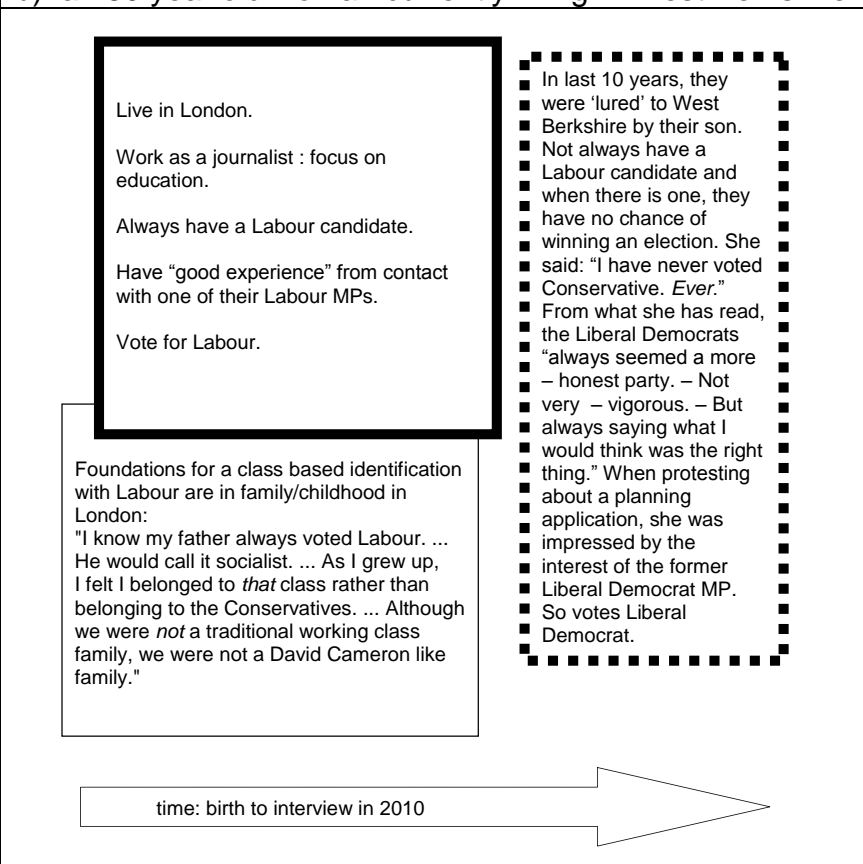 Live in London.
Work as a journalist : focus on
education.
Always have a Labour candidate.
Have “good experience” from contact
with one of their Labour MPs.
Vote for Labour.
Foundations for a class based identification
with Labour are in family/childhood in
London:
"I know my father always voted Labour. ...
He would call it socialist. ... As I grew up,
I felt I belonged to that class rather than
belonging to the Conservatives. ... Although
we were not a traditional working class
family, we were not a David Cameron like
family."
In last 10 years, they
were ‘lured’ to West
Berkshire by their son.
Not always have a
Labour candidate and
when there is one, they
have no chance of
winning an election. She
said: “I have never voted
Conservative. Ever.”
From what she has read,
the Liberal Democrats
“always seemed a more
– honest party. – Not
very – vigorous. – But
always saying what I
would think was the right
thing.” When protesting
about a planning
application, she was
impressed by the
interest of the former
Liberal Democrat MP.
So votes Liberal
Democrat.
time: birth to interview in 2010